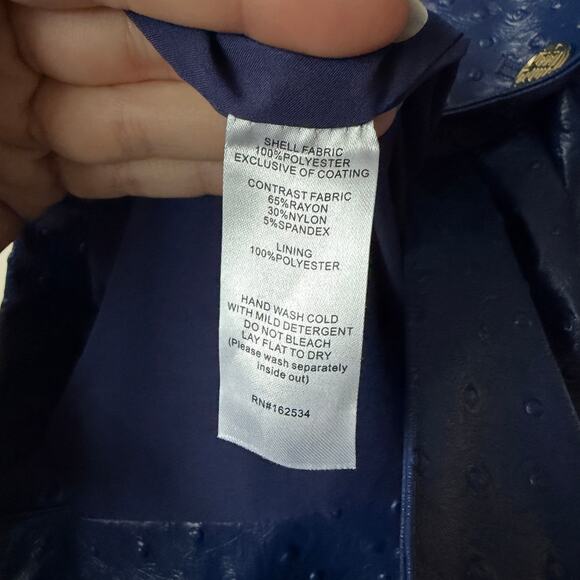 SHELL FABRIC
100%POLYESTER
EXCLUSIVE OF COATING
CONTRAST FABRIC
65%RAYON
30%NYLON
5%SPANDEX
LINING
100%POLYESTER
HAND WASH COLD
WITH MILD DETERGENT
DO NOT BLEACH
LAY FLAT TO DRY
(Please wash separately
inside out)
RN#162534